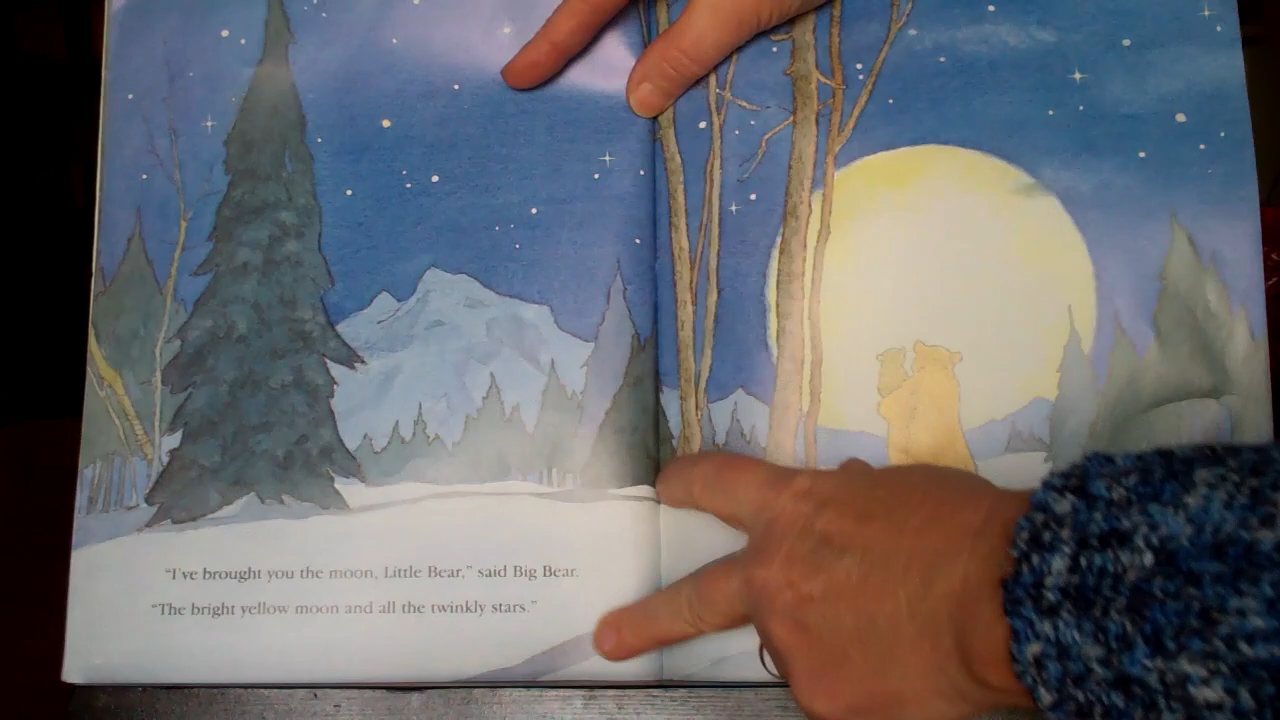 “I've brought you the moon, Little Bear,” said Big Bear.
“The bright yellow moon and all the twinkly stars.”